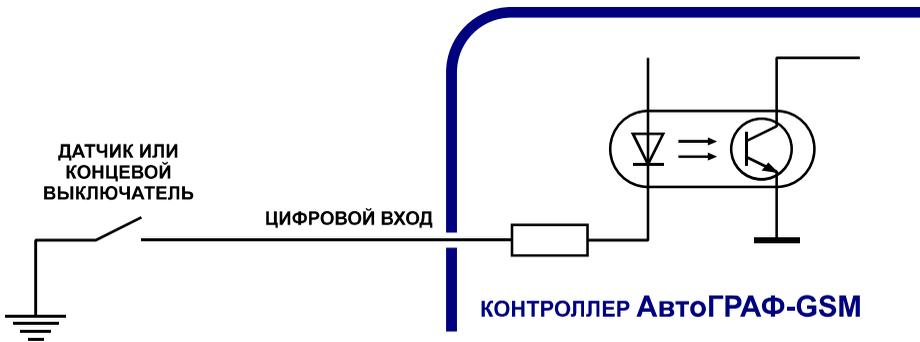 ДАТЧИК ИЛИ
КОНЦЕВОЙ
ВЫКЛЮЧАТЕЛЬ
ЦИФРОВОЙ ВХОД
КОНТРОЛЛЕР АвтоГРАФ-GSM